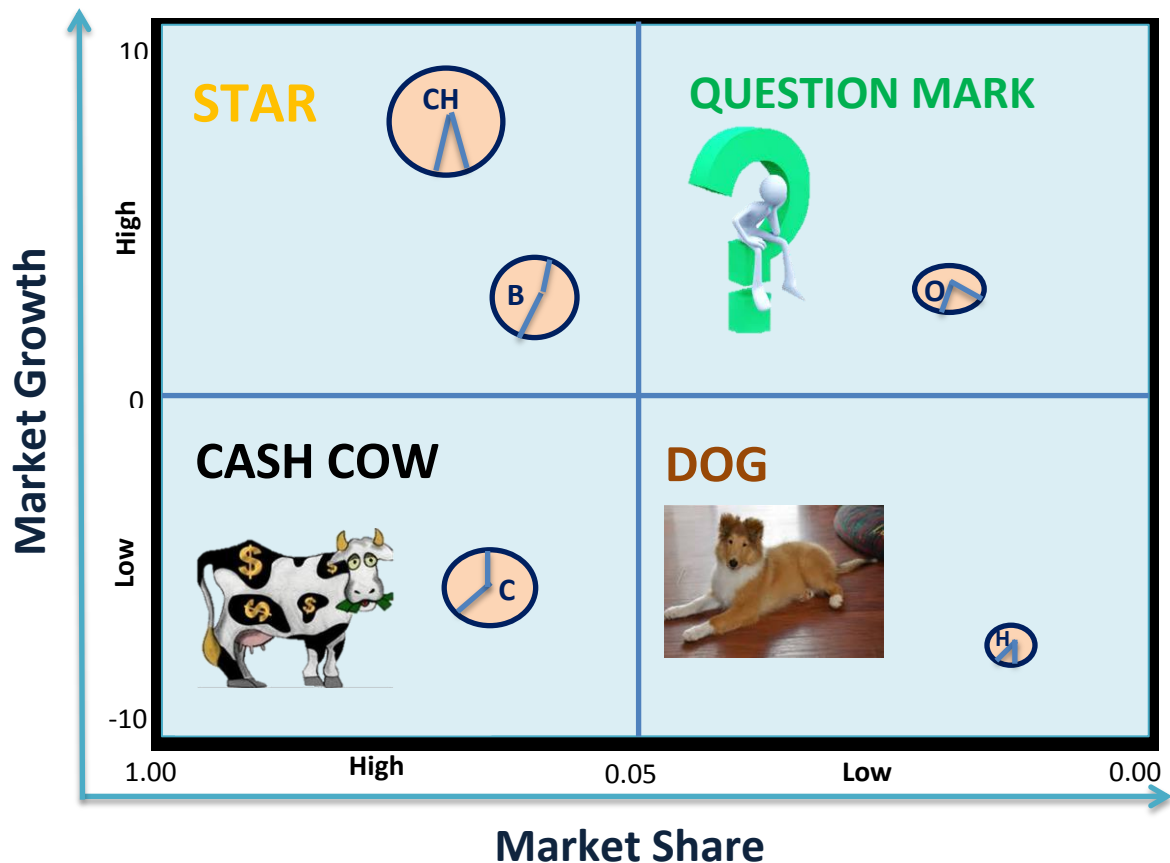 10
STAR
CH
QUESTION MARK
High
B
O
Market Growth
0
CASH COW
DOG
$
$
$
$
Low
C
H
-10
1.00
High
0.05
Low
0.00
Market Share